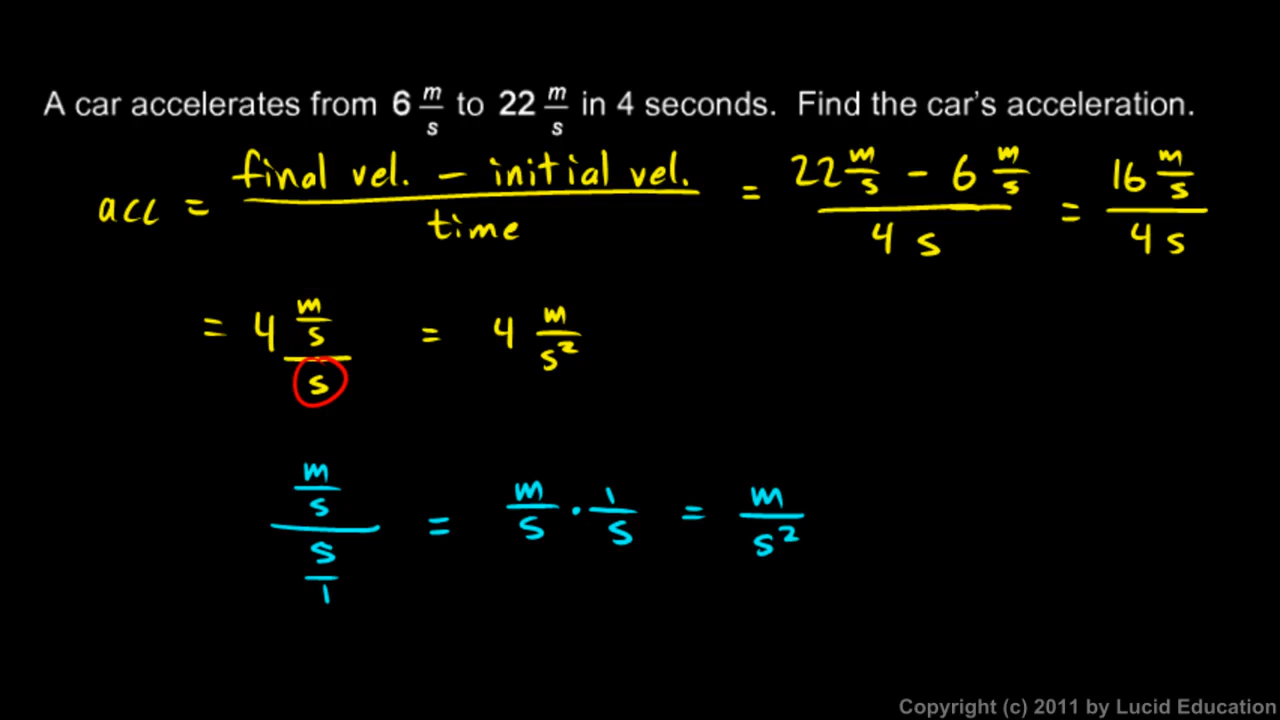 A car accelerates from 6 m/s to 22 m/s in 4 seconds. Find the car's acceleration.
acc = (final vel. - initial vel.)/time = (22 m/s - 6 m/s)/(4 s) = (16 m/s)/(4 s)
= 4 (m/s)/s = 4 m/s²
(m/s)/(s/1) = m/s · 1/s = m/s²
Copyright (c) 2011 by Lucid Education